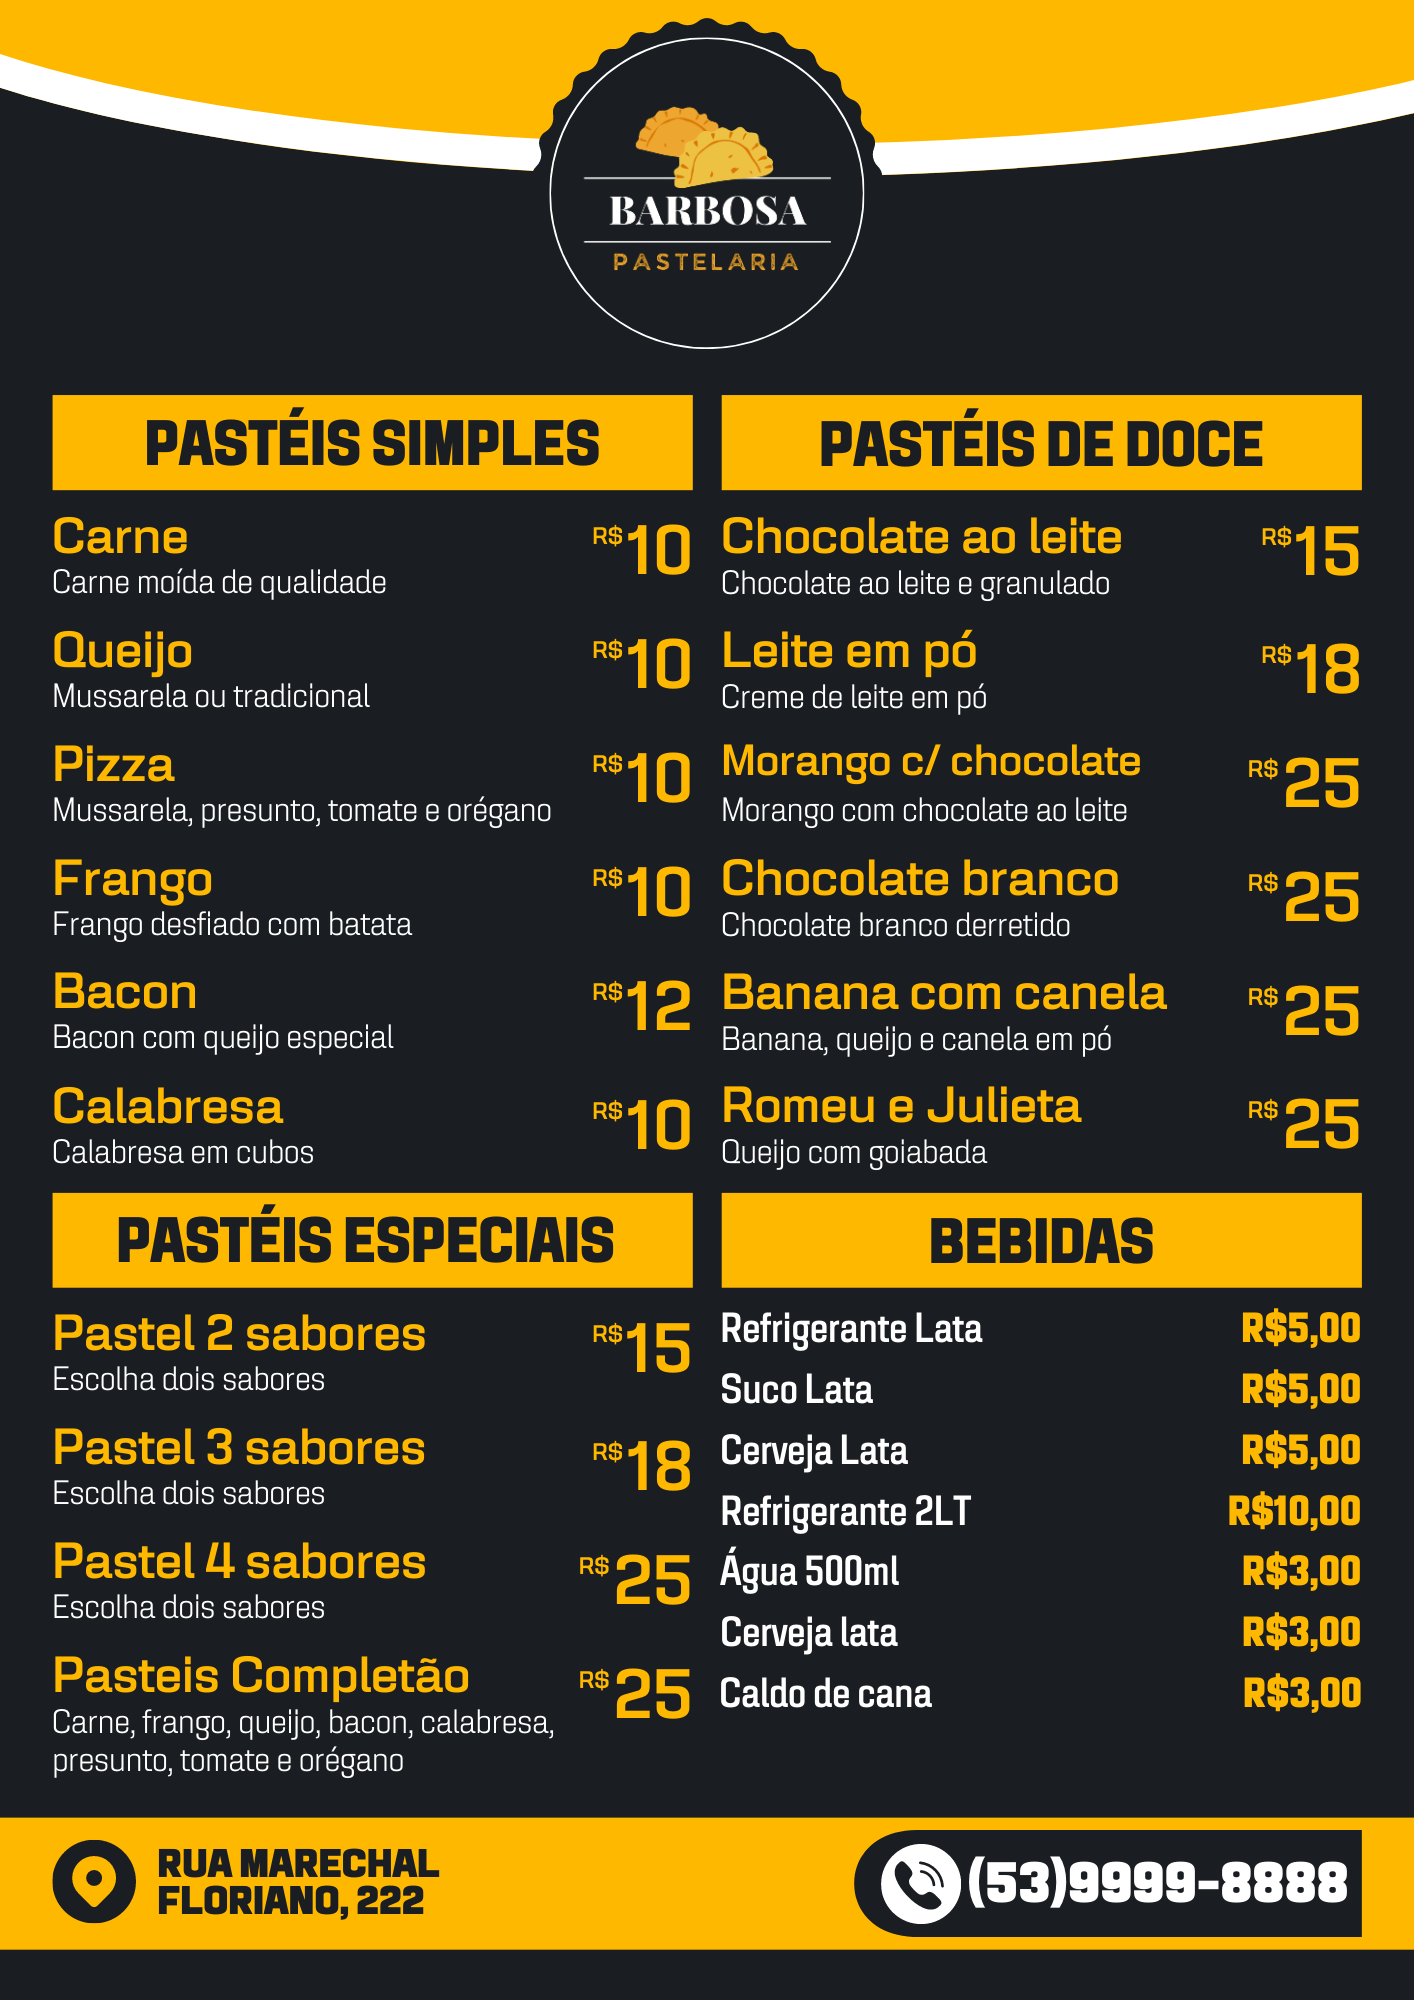 BARBOSA
PASTELARIA
PASTÉIS SIMPLES
Carne
R$10
Carne moída de qualidade
Queijo
R$10
Mussarela ou tradicional
Pizza
R$10
Mussarela, presunto, tomate e orégano
Frango
R$10
Frango desfiado com batata
Bacon
R$12
Bacon com queijo especial
Calabresa
R$10
Calabresa em cubos
PASTÉIS DE DOCE
Chocolate ao leite
R$15
Chocolate ao leite e granulado
Leite em pó
R$18
Creme de leite em pó
Morango c/ chocolate
R$25
Morango com chocolate ao leite
Chocolate branco
R$25
Chocolate branco derretido
Banana com canela
R$25
Banana, queijo e canela em pó
Romeu e Julieta
R$25
Queijo com goiabada
PASTÉIS ESPECIAIS
Pastel 2 sabores
R$15
Escolha dois sabores
Pastel 3 sabores
R$18
Escolha dois sabores
Pastel 4 sabores
R$25
Escolha dois sabores
Pasteis Completão
R$25
Carne, frango, queijo, bacon, calabresa,
presunto, tomate e orégano
BEBIDAS
Refrigerante Lata R$5,00
Suco Lata R$5,00
Cerveja Lata R$5,00
Refrigerante 2LT R$10,00
Água 500ml R$3,00
Cerveja lata R$3,00
Caldo de cana R$3,00
RUA MARECHAL
FLORIANO, 222
(53)9999-8888